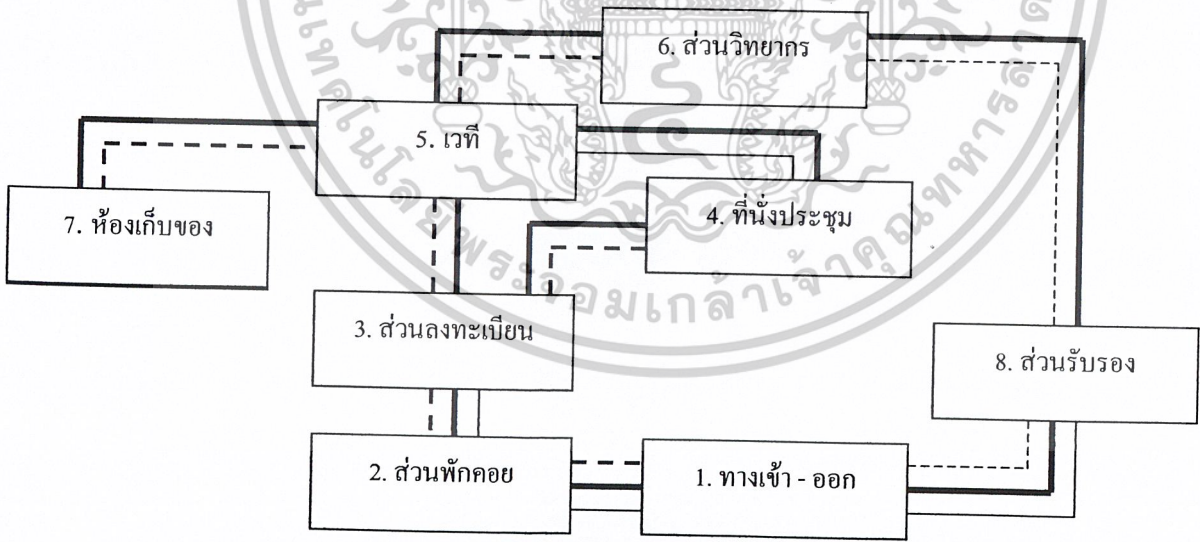 6. ส่วนวิทยากร
5. เวที
7. ห้องเก็บของ
4. ที่นั่งประชุม
3. ส่วนลงทะเบียน
8. ส่วนรับรอง
2. ส่วนพักคอย
1. ทางเข้า - ออก